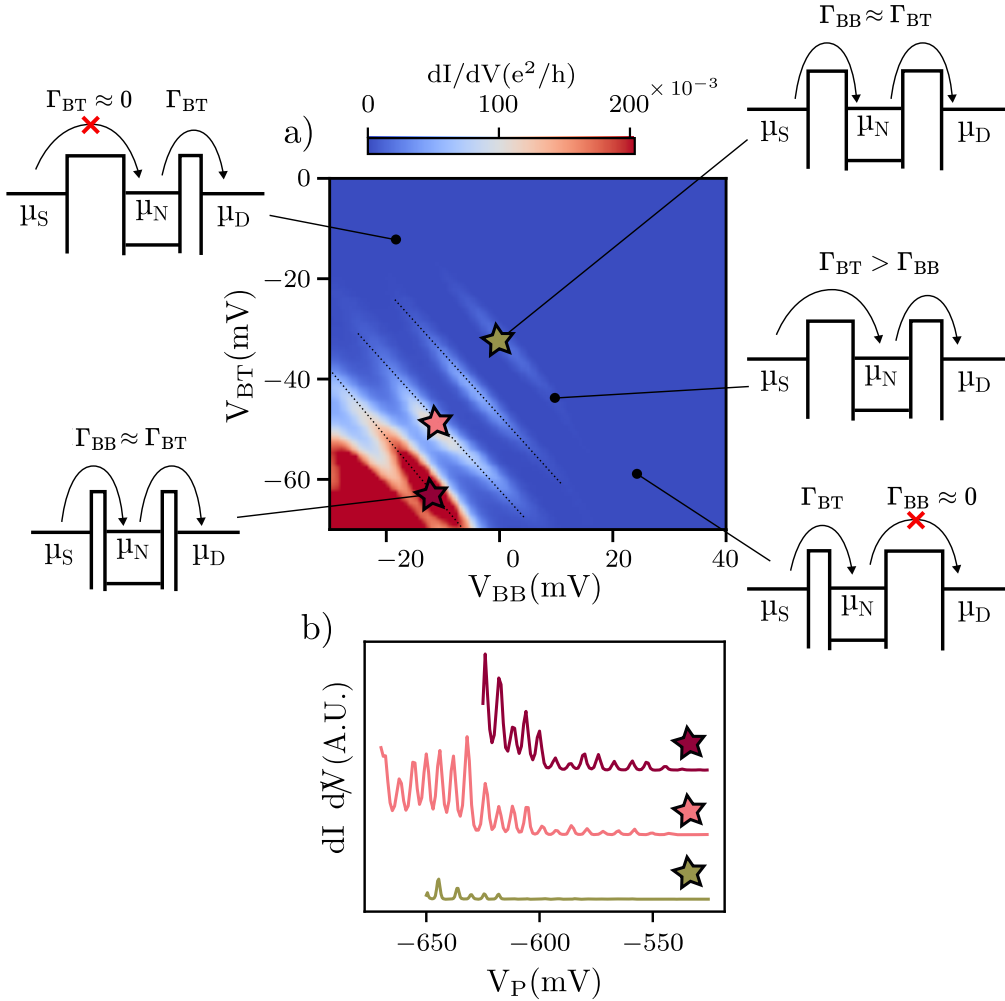 Γ_BB ≈ Γ_BT
μ_S
μ_N
μ_D
dI/dV(e²/h)
0
100
200
× 10⁻³
Γ_BT ≈ 0
Γ_BT
μ_S
μ_N
μ_D
a)
0
−20
−40
−60
V_BT(mV)
−20
0
20
40
V_BB(mV)
Γ_BT > Γ_BB
μ_S
μ_N
μ_D
Γ_BB ≈ Γ_BT
μ_S
μ_N
μ_D
Γ_BT
Γ_BB ≈ 0
μ_S
μ_N
μ_D
b)
dI/dV(A.U.)
−650
−600
−550
V_P(mV)